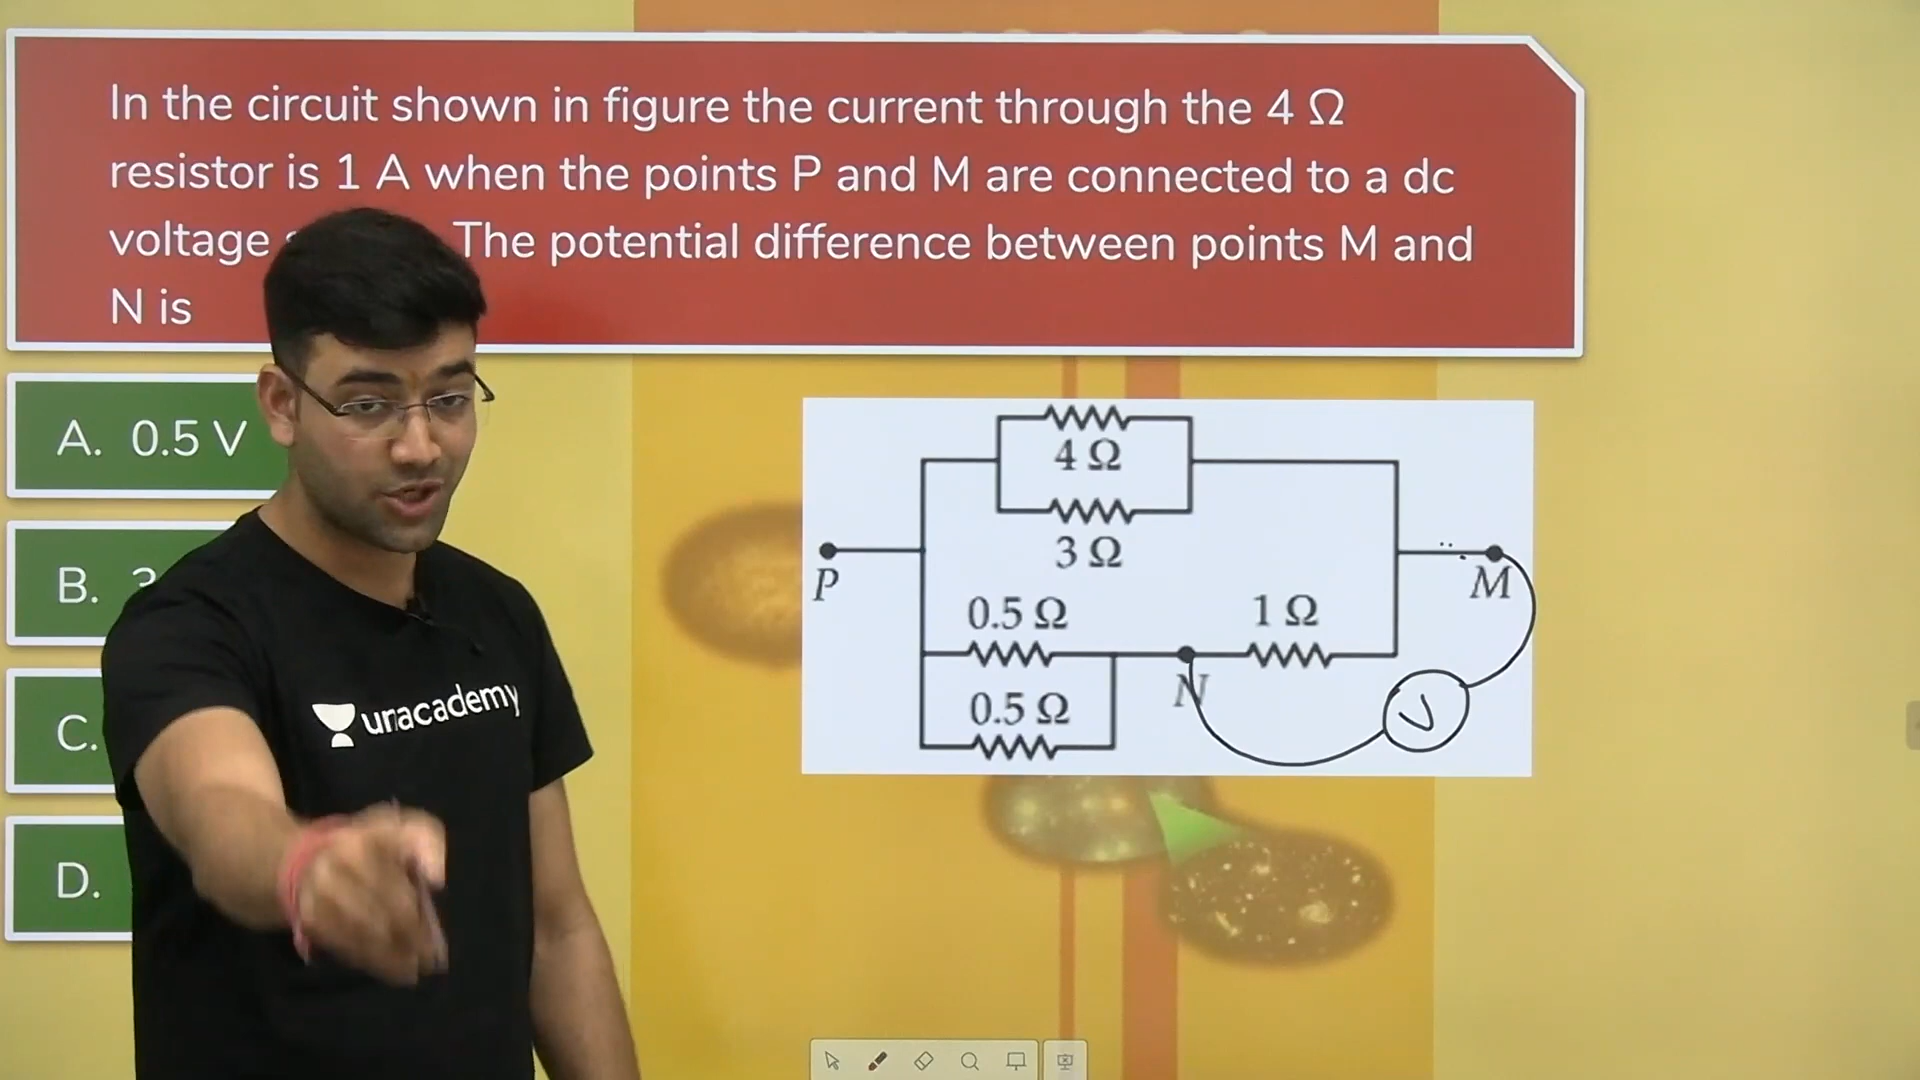 In the circuit shown in figure the current through the 4 Ω
resistor is 1 A when the points P and M are connected to a dc
voltage The potential difference between points M and
N is
A. 0.5 V
B.
C.
D.
4 Ω
3 Ω
P
M
0.5 Ω
1 Ω
N
0.5 Ω
V
unacademy